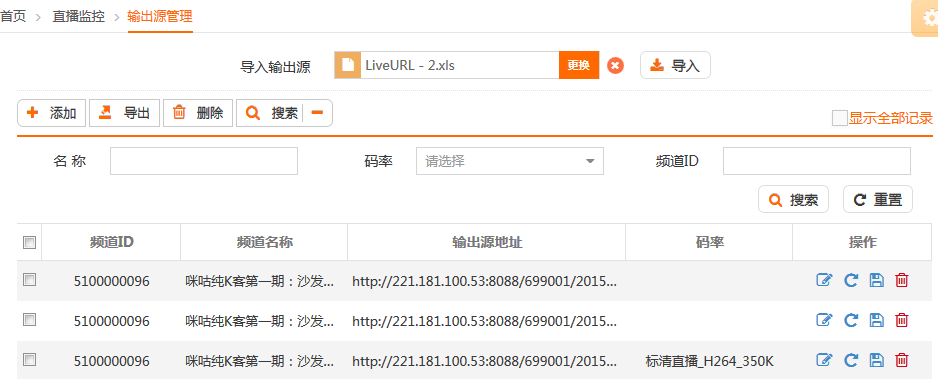 首页 > 直播监控 > 输出源管理
导入输出源 LiveURL - 2.xls 更换 导入
添加 导出 删除 搜索
显示全部记录
名 称 码率 请选择 频道ID
搜索 重置
频道ID 频道名称 输出源地址 码率 操作
5100000096 咪咕纯K客第一期：沙发... http://221.181.100.53:8088/699001/2015...
5100000096 咪咕纯K客第一期：沙发... http://221.181.100.53:8088/699001/2015...
5100000096 咪咕纯K客第一期：沙发... http://221.181.100.53:8088/699001/2015... 标清直播_H264_350K